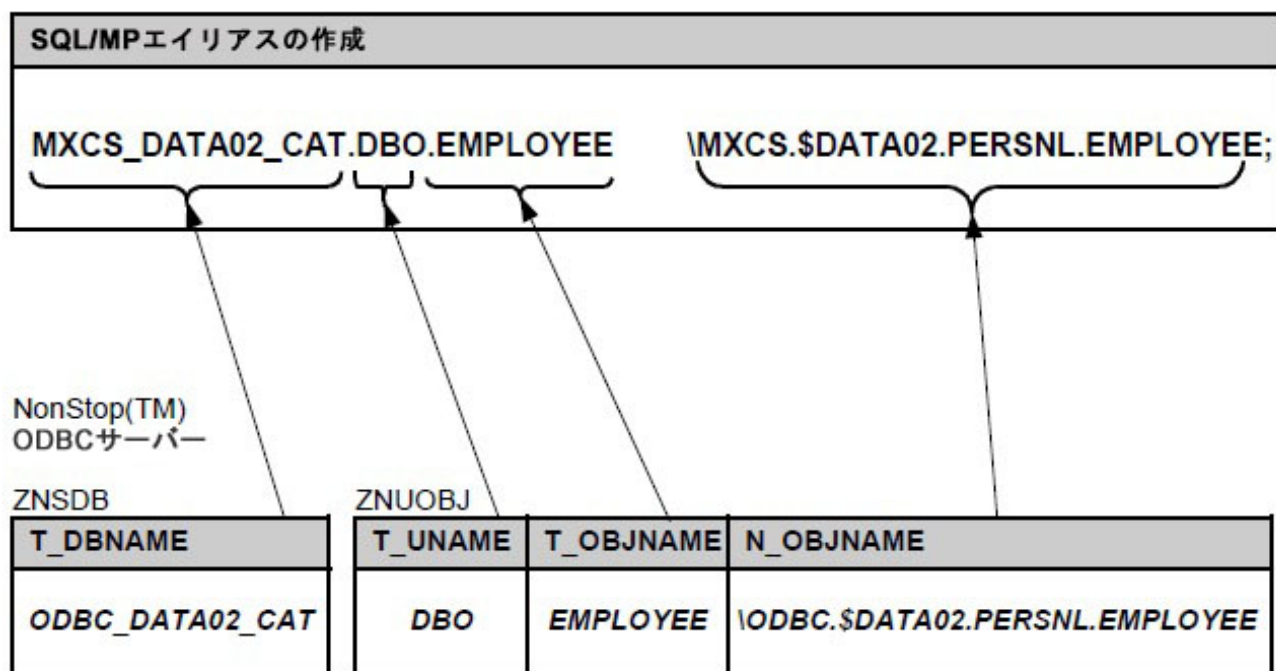 SQL/MPエイリアスの作成
MXCS_DATA02_CAT.DBO.EMPLOYEE \MXCS.$DATA02.PERSNL.EMPLOYEE;
NonStop(TM)
ODBCサーバー
ZNSDB ZNUOBJ
T_DBNAME T_UNAME T_OBJNAME N_OBJNAME
ODBC_DATA02_CAT DBO EMPLOYEE \ODBC.$DATA02.PERSNL.EMPLOYEE